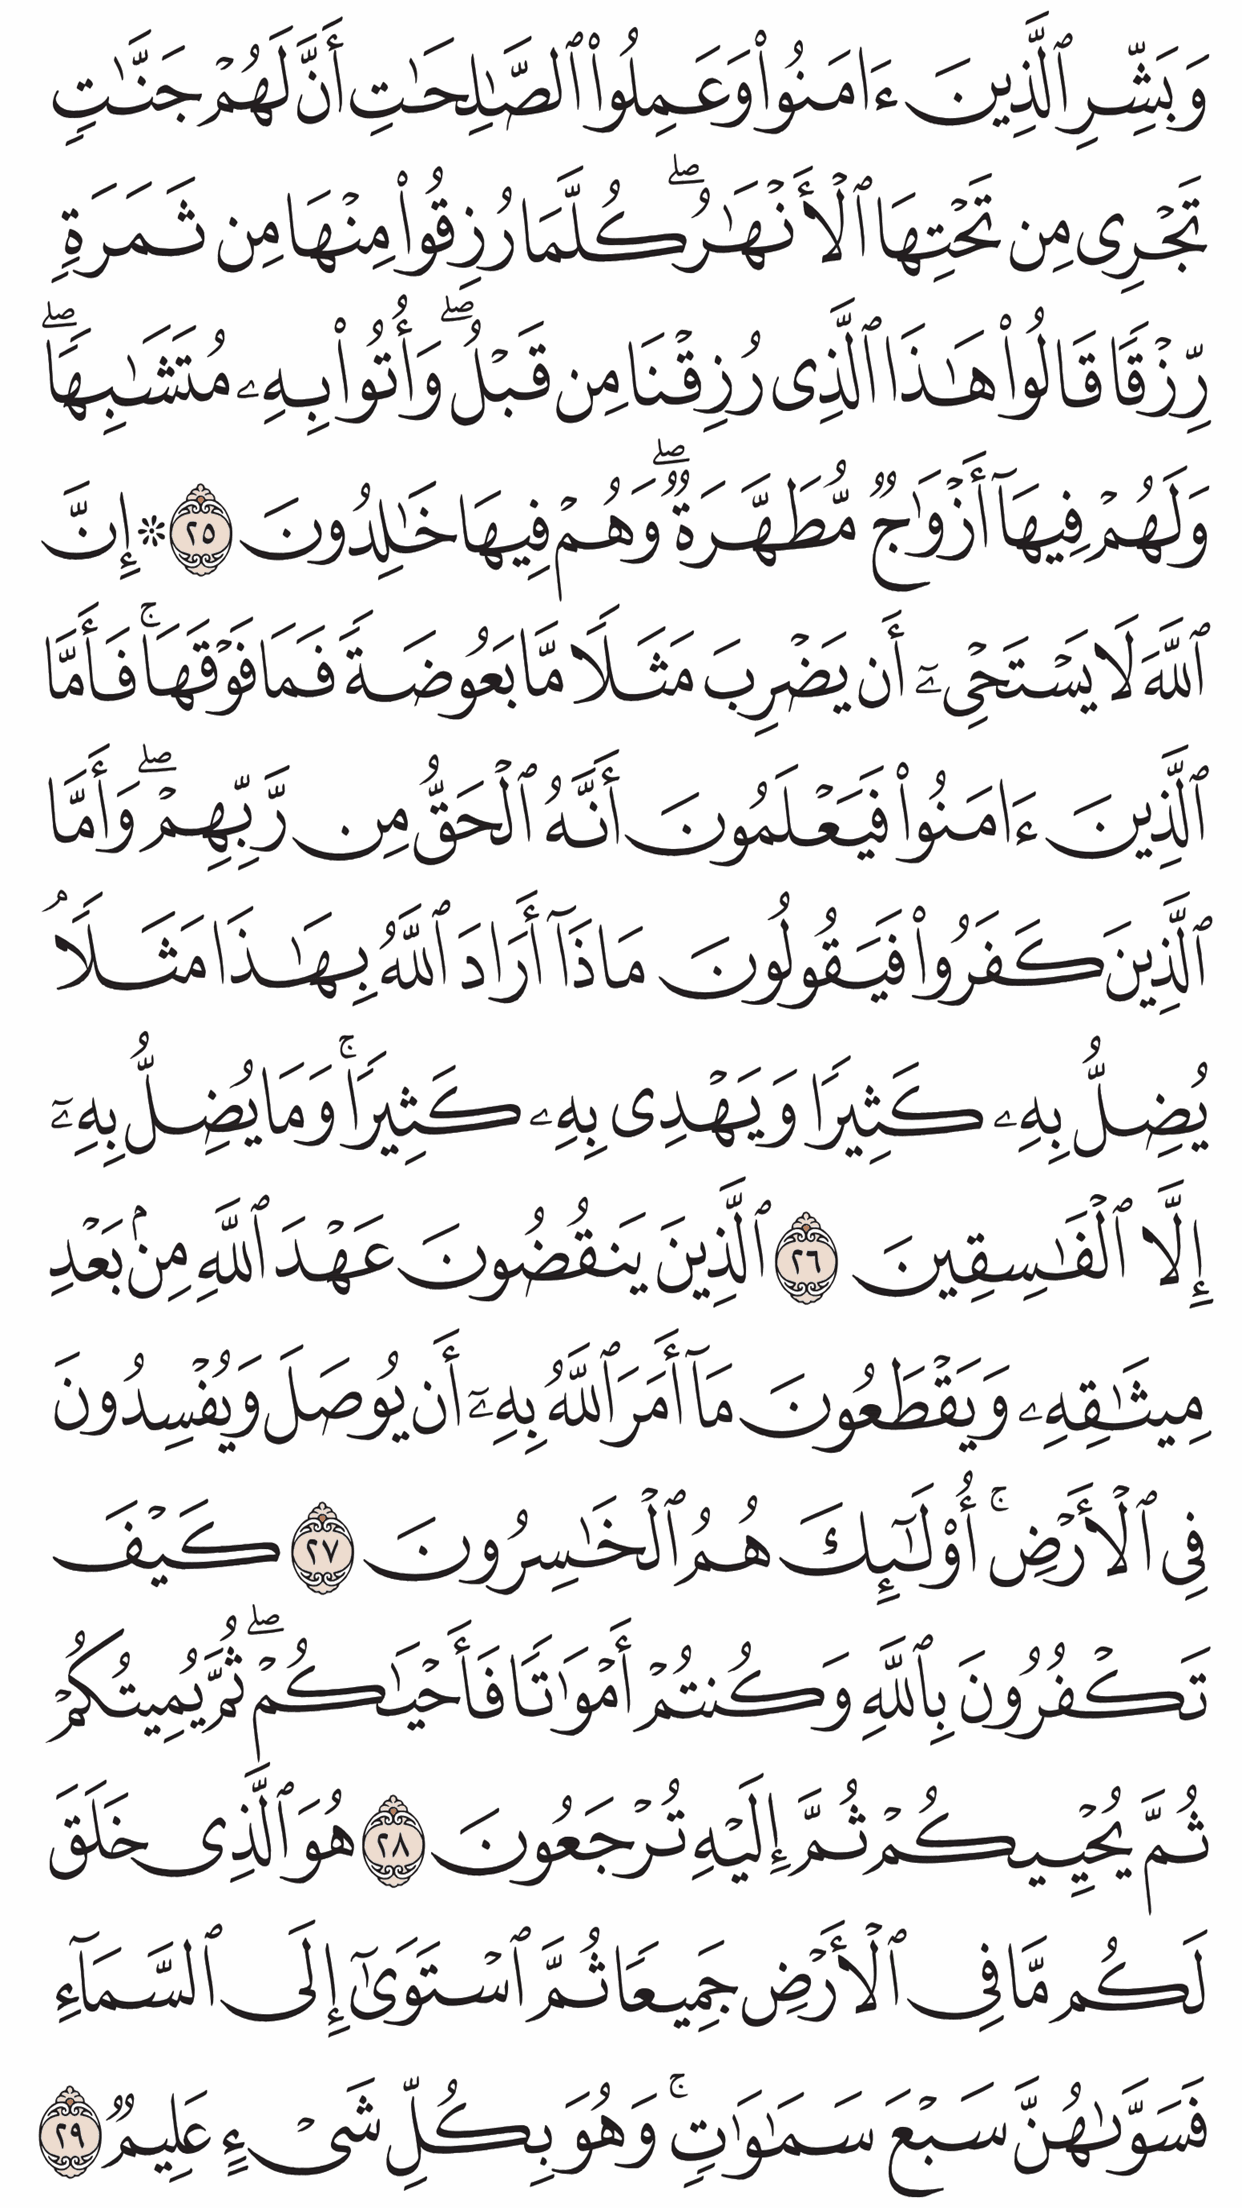 وَبَشِّرِ ٱلَّذِينَ ءَامَنُوا۟ وَعَمِلُوا۟ ٱلصَّـٰلِحَـٰتِ أَنَّ لَهُمْ جَنَّـٰتٍ
تَجْرِى مِن تَحْتِهَا ٱلْأَنْهَـٰرُ ۖ كُلَّمَا رُزِقُوا۟ مِنْهَا مِن ثَمَرَةٍ
رِّزْقًا قَالُوا۟ هَـٰذَا ٱلَّذِى رُزِقْنَا مِن قَبْلُ ۖ وَأُتُوا۟ بِهِۦ مُتَشَـٰبِهًا ۖ
وَلَهُمْ فِيهَآ أَزْوَٰجٌ مُّطَهَّرَةٌ ۖ وَهُمْ فِيهَا خَـٰلِدُونَ ٢٥ ۞ إِنَّ
ٱللَّهَ لَا يَسْتَحْىِۦٓ أَن يَضْرِبَ مَثَلًا مَّا بَعُوضَةً فَمَا فَوْقَهَا ۚ فَأَمَّا
ٱلَّذِينَ ءَامَنُوا۟ فَيَعْلَمُونَ أَنَّهُ ٱلْحَقُّ مِن رَّبِّهِمْ ۖ وَأَمَّا
ٱلَّذِينَ كَفَرُوا۟ فَيَقُولُونَ مَاذَآ أَرَادَ ٱللَّهُ بِهَـٰذَا مَثَلًا ۘ
يُضِلُّ بِهِۦ كَثِيرًا وَيَهْدِى بِهِۦ كَثِيرًا ۚ وَمَا يُضِلُّ بِهِۦٓ
إِلَّا ٱلْفَـٰسِقِينَ ٢٦ ٱلَّذِينَ يَنقُضُونَ عَهْدَ ٱللَّهِ مِنۢ بَعْدِ
مِيثَـٰقِهِۦ وَيَقْطَعُونَ مَآ أَمَرَ ٱللَّهُ بِهِۦٓ أَن يُوصَلَ وَيُفْسِدُونَ
فِى ٱلْأَرْضِ ۚ أُو۟لَـٰٓئِكَ هُمُ ٱلْخَـٰسِرُونَ ٢٧ كَيْفَ
تَكْفُرُونَ بِٱللَّهِ وَكُنتُمْ أَمْوَٰتًا فَأَحْيَـٰكُمْ ۖ ثُمَّ يُمِيتُكُمْ
ثُمَّ يُحْيِيكُمْ ثُمَّ إِلَيْهِ تُرْجَعُونَ ٢٨ هُوَ ٱلَّذِى خَلَقَ
لَكُم مَّا فِى ٱلْأَرْضِ جَمِيعًا ثُمَّ ٱسْتَوَىٰٓ إِلَى ٱلسَّمَآءِ
فَسَوَّىٰهُنَّ سَبْعَ سَمَـٰوَٰتٍ ۚ وَهُوَ بِكُلِّ شَىْءٍ عَلِيمٌ ٢٩